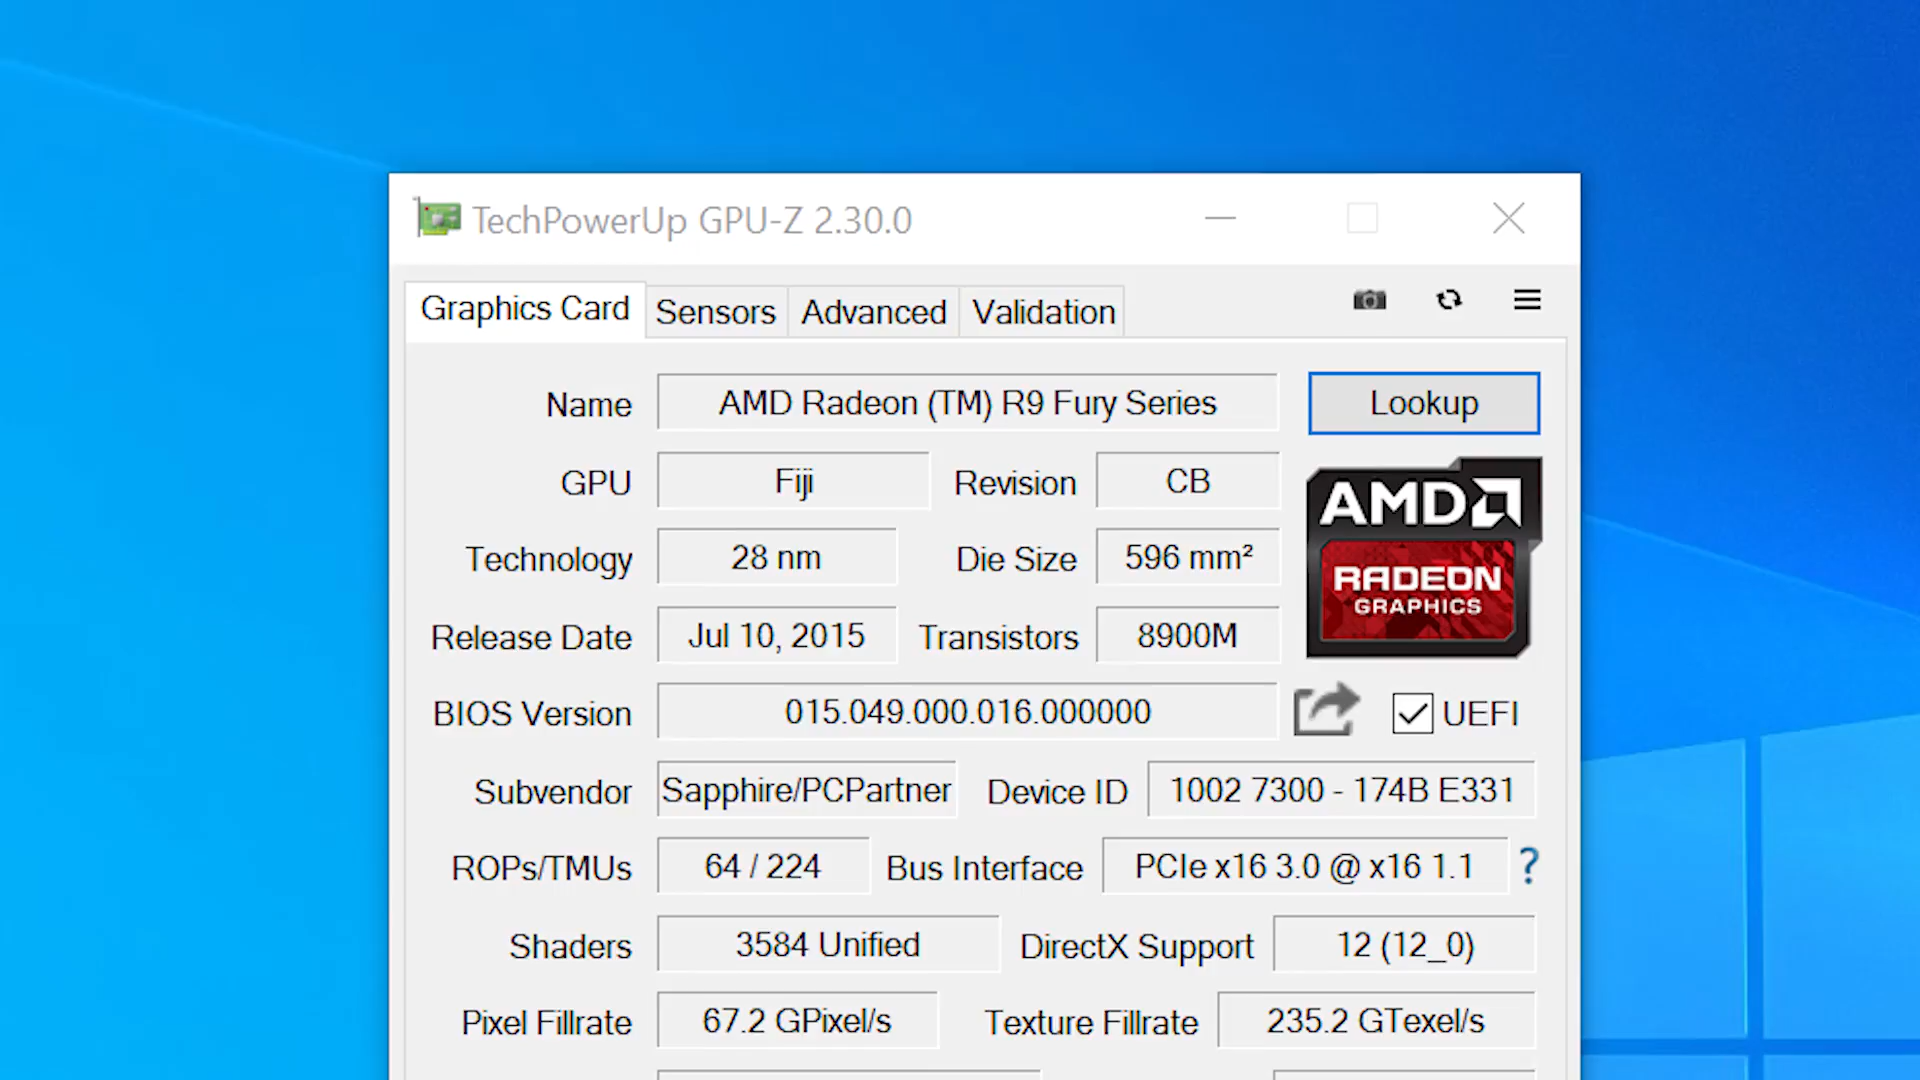 TechPowerUp GPU-Z 2.30.0
Graphics Card Sensors Advanced Validation
Name AMD Radeon (TM) R9 Fury Series Lookup
GPU Fiji Revision CB
AMD
RADEON
GRAPHICS
Technology 28 nm Die Size 596 mm²
Release Date Jul 10, 2015 Transistors 8900M
BIOS Version 015.049.000.016.000000 UEFI
Subvendor Sapphire/PCPartner Device ID 1002 7300 - 174B E331
ROPs/TMUs 64 / 224 Bus Interface PCIe x16 3.0 @ x16 1.1 ?
Shaders 3584 Unified DirectX Support 12 (12_0)
Pixel Fillrate 67.2 GPixel/s Texture Fillrate 235.2 GTexel/s